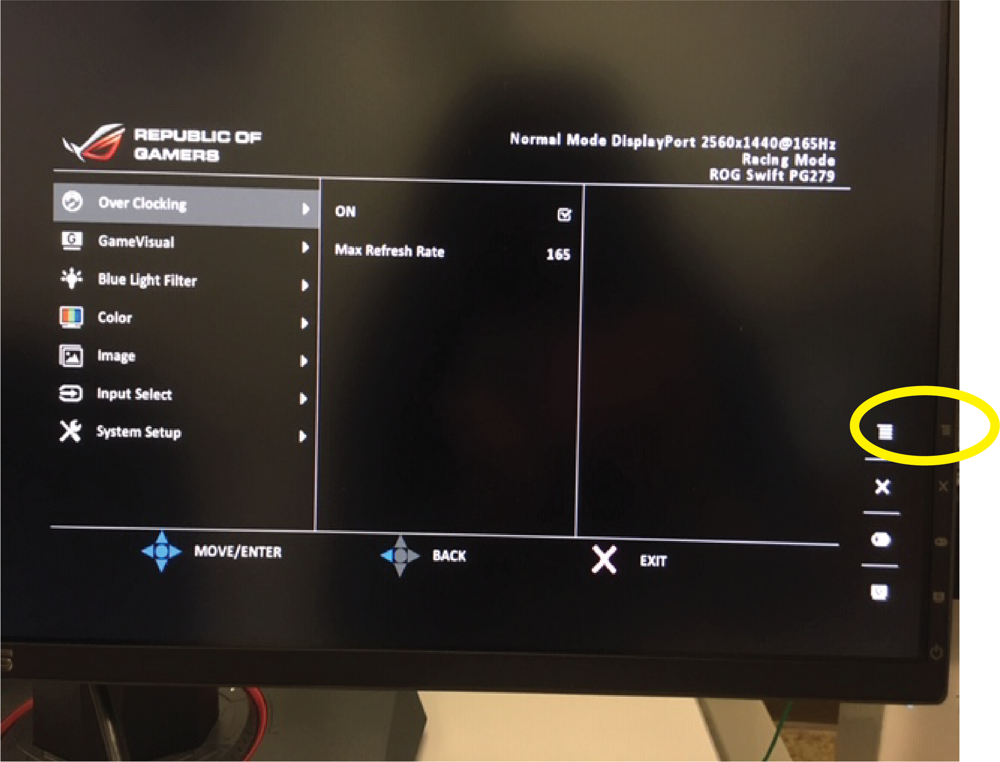 REPUBLIC OF
GAMERS
Normal Mode DisplayPort 2560x1440@165Hz
Racing Mode
ROG Swift PG279
Over Clocking
GameVisual
Blue Light Filter
Color
Image
Input Select
System Setup
ON
Max Refresh Rate 165
MOVE/ENTER
BACK
EXIT